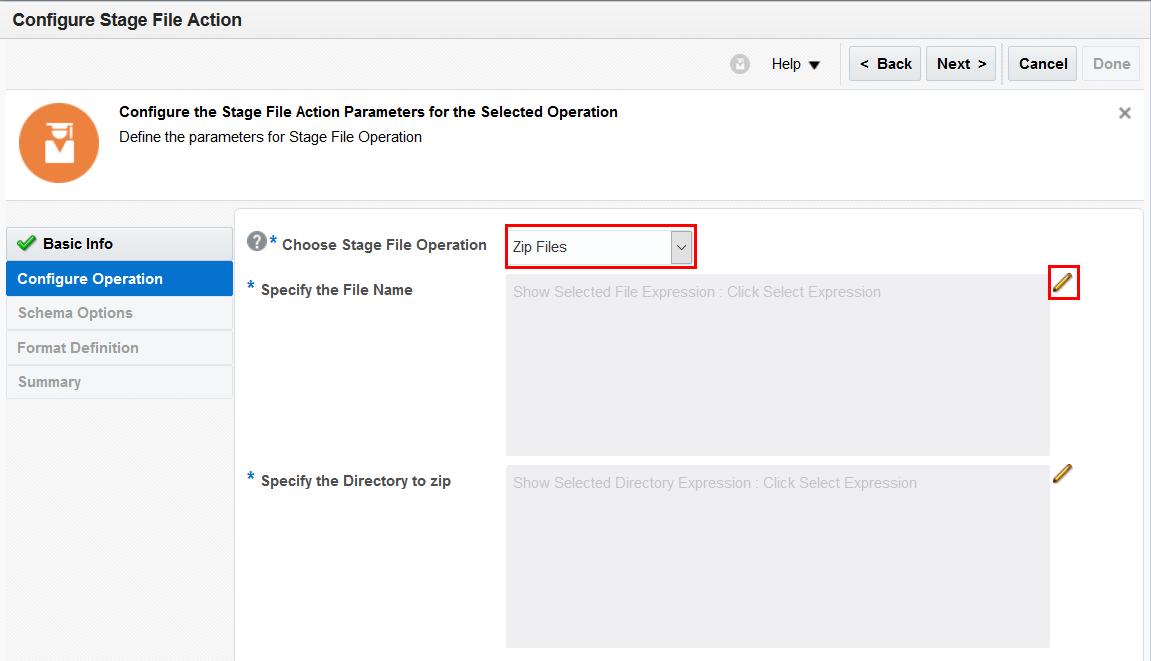 Configure Stage File Action
Help
< Back
Next >
Cancel
Done
Configure the Stage File Action Parameters for the Selected Operation
Define the parameters for Stage File Operation
Basic Info
Configure Operation
Schema Options
Format Definition
Summary
? * Choose Stage File Operation
Zip Files
* Specify the File Name
Show Selected File Expression : Click Select Expression
* Specify the Directory to zip
Show Selected Directory Expression : Click Select Expression